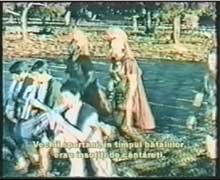 Vechii spartani, în timpul bătăliilor,
erau însoţiţi de cântăreţi.